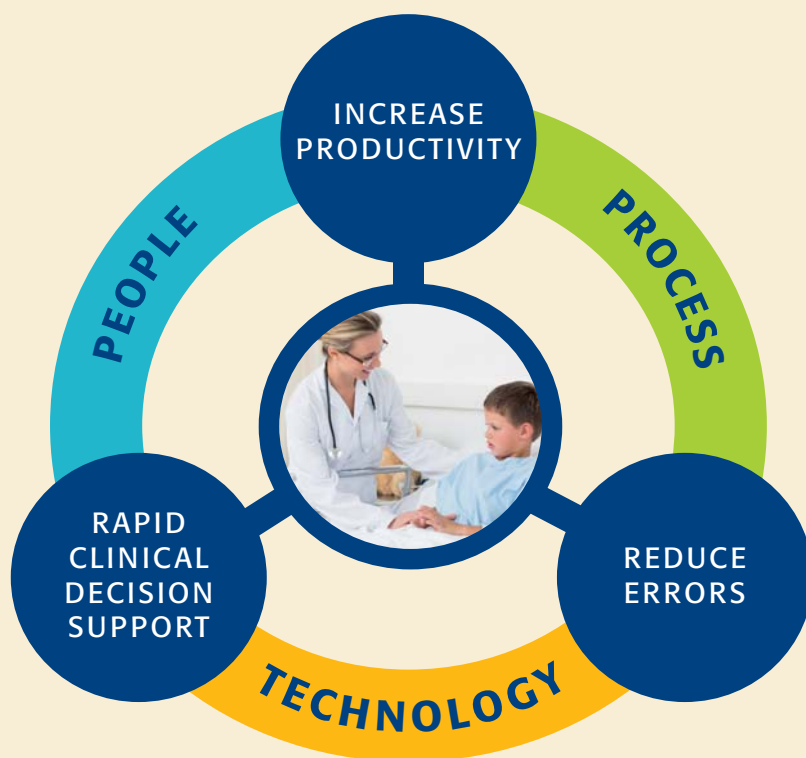 INCREASE
PRODUCTIVITY
PEOPLE
PROCESS
RAPID
CLINICAL
DECISION
SUPPORT
REDUCE
ERRORS
TECHNOLOGY